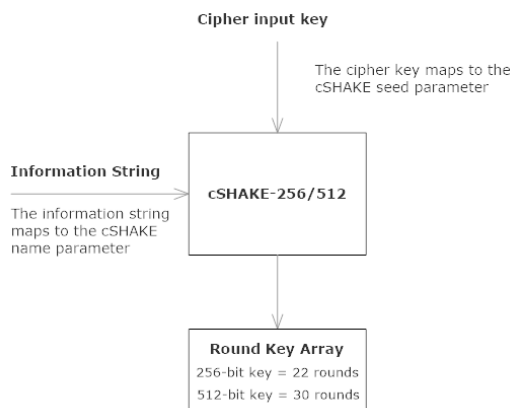 Cipher input key
The cipher key maps to the
cSHAKE seed parameter
Information String
The information string
maps to the cSHAKE
name parameter
cSHAKE-256/512
Round Key Array
256-bit key = 22 rounds
512-bit key = 30 rounds